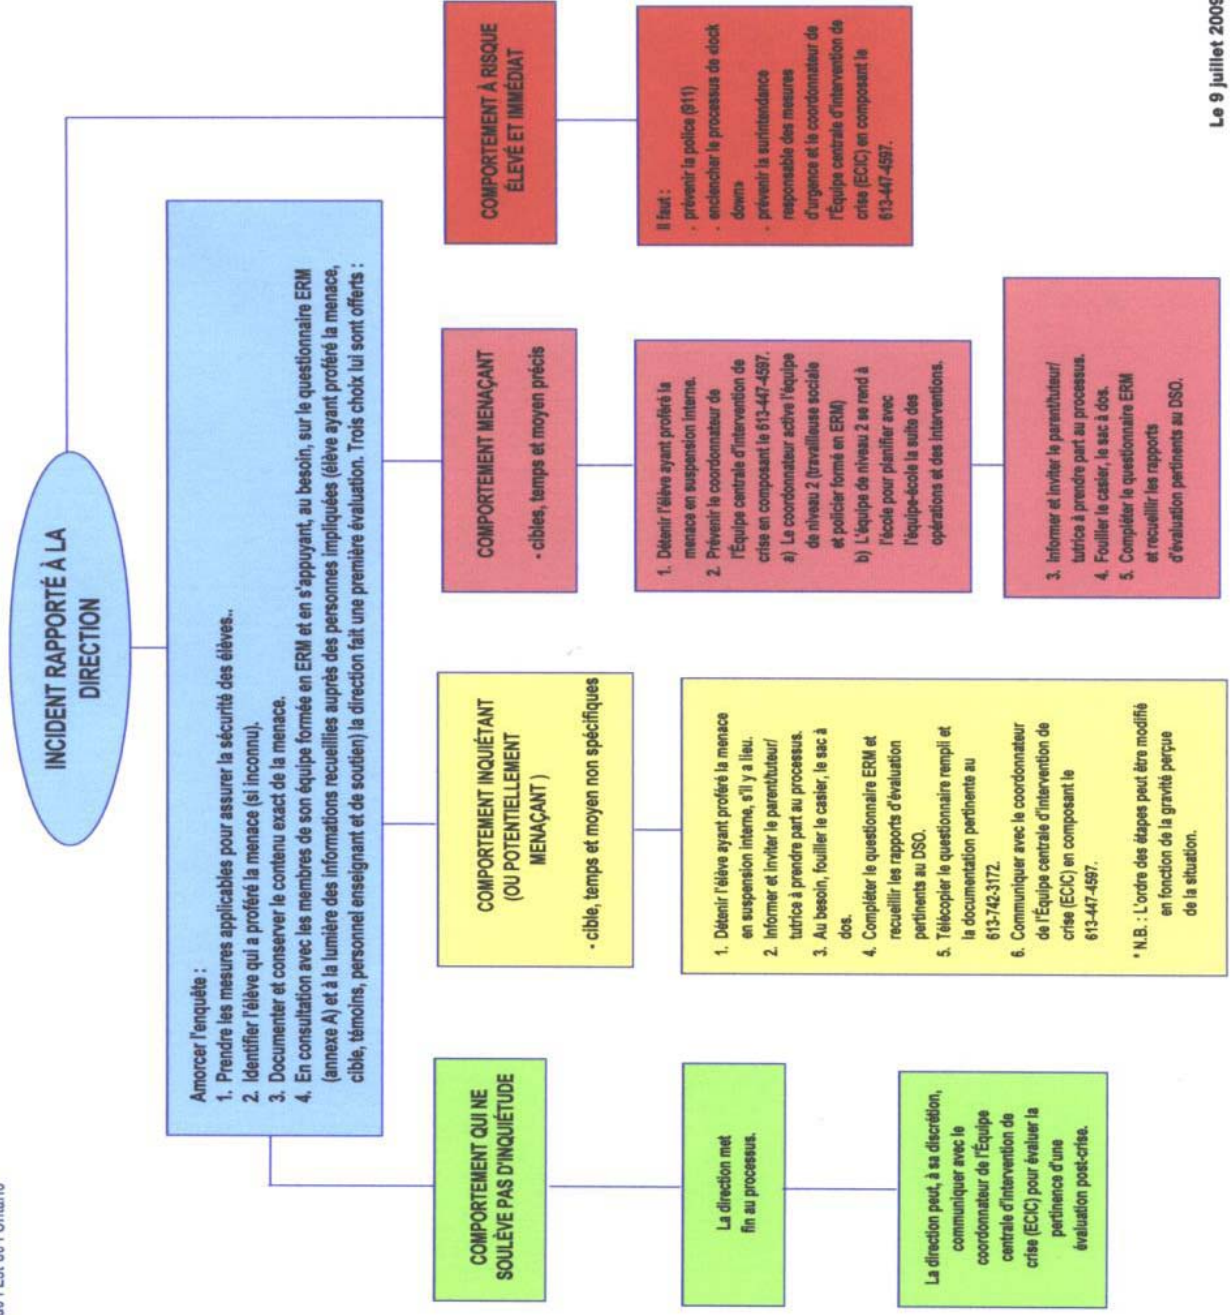 de l'Est de l'Ontario
INCIDENT RAPPORTÉ À LA
DIRECTION
Amorcer l'enquête :
1. Prendre les mesures applicables pour assurer la sécurité des élèves..
2. Identifier l'élève qui a proféré la menace (si inconnu).
3. Documenter et conserver le contenu exact de la menace.
4. En consultation avec les membres de son équipe formée en ERM et en s'appuyant, au besoin, sur le questionnaire ERM
(annexe A) et à la lumière des informations recueillies auprès des personnes impliquées (élève ayant proféré la menace,
cible, témoins, personnel enseignant et de soutien) la direction fait une première évaluation. Trois choix lui sont offerts :
COMPORTEMENT QUI NE
SOULÈVE PAS D'INQUIÉTUDE
La direction met
fin au processus.
La direction peut, à sa discrétion,
communiquer avec le
coordonnateur de l'Équipe
centrale d'intervention de
crise (ECIC) pour évaluer la
pertinence d'une
évaluation post-crise.
COMPORTEMENT INQUIÉTANT
(OU POTENTIELLEMENT
MENAÇANT )
- cible, temps et moyen non spécifiques
1. Détenir l'élève ayant proféré la menace
en suspension interne, s'il y a lieu.
2. Informer et inviter le parent/tuteur/
tutrice à prendre part au processus.
3. Au besoin, fouiller le casier, le sac à
dos.
4. Compléter le questionnaire ERM et
recueillir les rapports d'évaluation
pertinents au DSO.
5. Télécopier le questionnaire rempli et
la documentation pertinente au
613-742-3172.
6. Communiquer avec le coordonnateur
de l'Équipe centrale d'intervention de
crise (ECIC) en composant le
613-447-4597.
* N.B. : L'ordre des étapes peut être modifié
en fonction de la gravité perçue
de la situation.
COMPORTEMENT MENAÇANT
- cibles, temps et moyen précis
1. Détenir l'élève ayant proféré la
menace en suspension interne.
2. Prévenir le coordonnateur de
l'Équipe centrale d'intervention de
crise en composant le 613-447-4597.
a) Le coordonnateur active l'équipe
de niveau 2 (travailleuse sociale
et policier formé en ERM)
b) L'équipe de niveau 2 se rend à
l'école pour planifier avec
l'équipe-école la suite des
opérations et des interventions.
3. Informer et inviter le parent/tuteur/
tutrice à prendre part au processus.
4. Fouiller le casier, le sac à dos.
5. Compléter le questionnaire ERM
et recueillir les rapports
d'évaluation pertinents au DSO.
COMPORTEMENT À RISQUE
ÉLEVÉ ET IMMÉDIAT
Il faut :
- prévenir la police (911)
- enclencher le processus de «lock
down»
- prévenir la surintendance
responsable des mesures
d'urgence et le coordonnateur de
l'Équipe centrale d'intervention de
crise (ECIC) en composant le
613-447-4597.
Le 9 juillet 2009